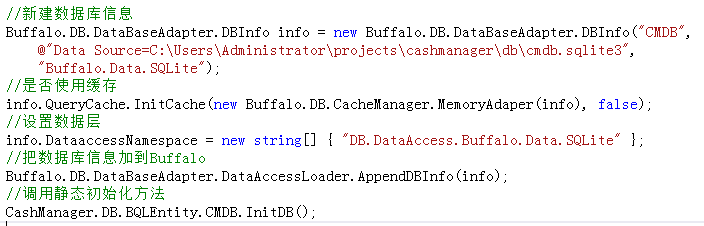 //新建数据库信息
Buffalo.DB.DataBaseAdapter.DBInfo info = new Buffalo.DB.DataBaseAdapter.DBInfo("CMDB",
@"Data Source=C:\Users\Administrator\projects\cashmanager\db\cmdb.sqlite3",
"Buffalo.Data.SQLite");
//是否使用缓存
info.QueryCache.InitCache(new Buffalo.DB.CacheManager.MemoryAdaper(info), false);
//设置数据层
info.DataaccessNamespace = new string[] { "DB.DataAccess.Buffalo.Data.SQLite" };
//把数据库信息加到Buffalo
Buffalo.DB.DataBaseAdapter.DataAccessLoader.AppendDBInfo(info);
//调用静态初始化方法
CashManager.DB.BQLEntity.CMDB.InitDB();